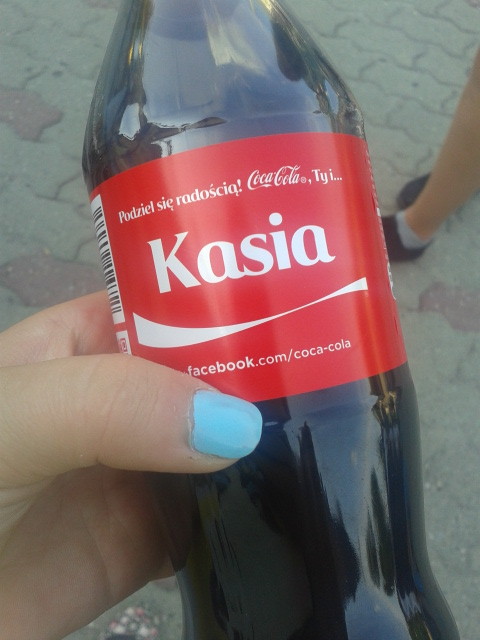 Podziel się radością! Coca-Cola®, Ty i...
Kasia
facebook.com/coca-cola